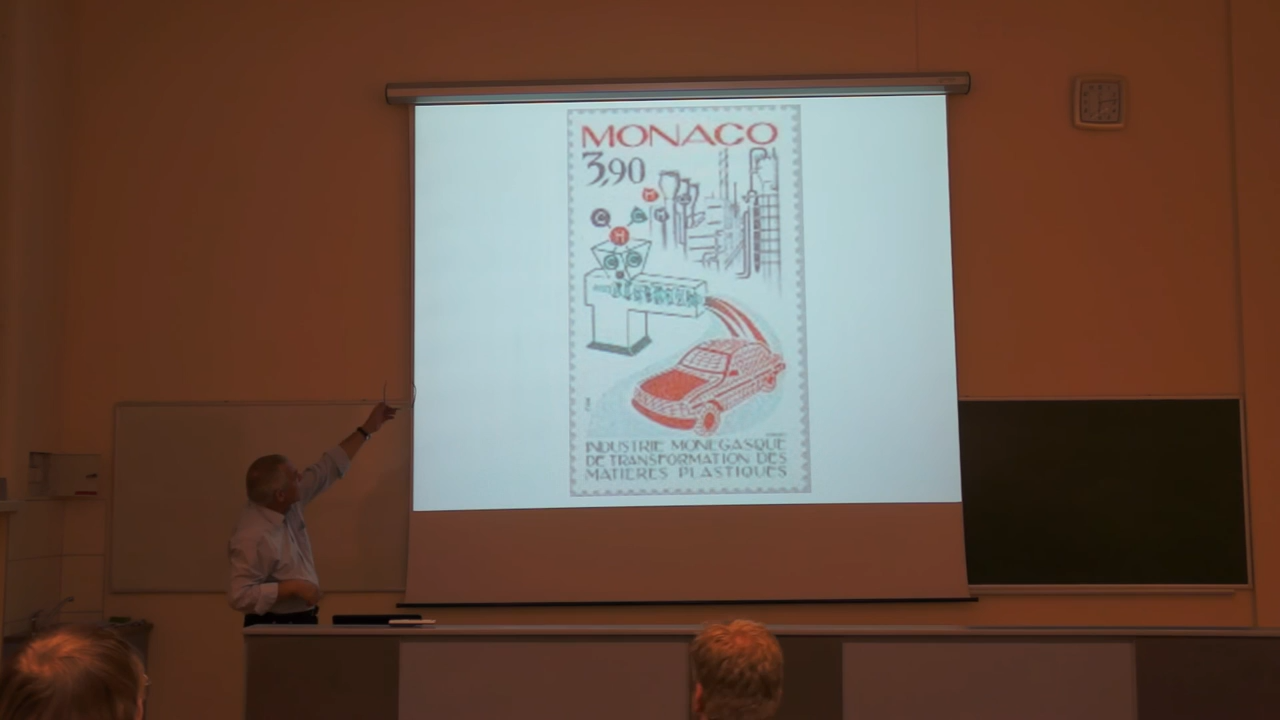 MONACO
3,90
H
C
C
H
H
C
C
INDUSTRIE MONEGASQUE
DE TRANSFORMATION DES
MATIERES PLASTIQUES